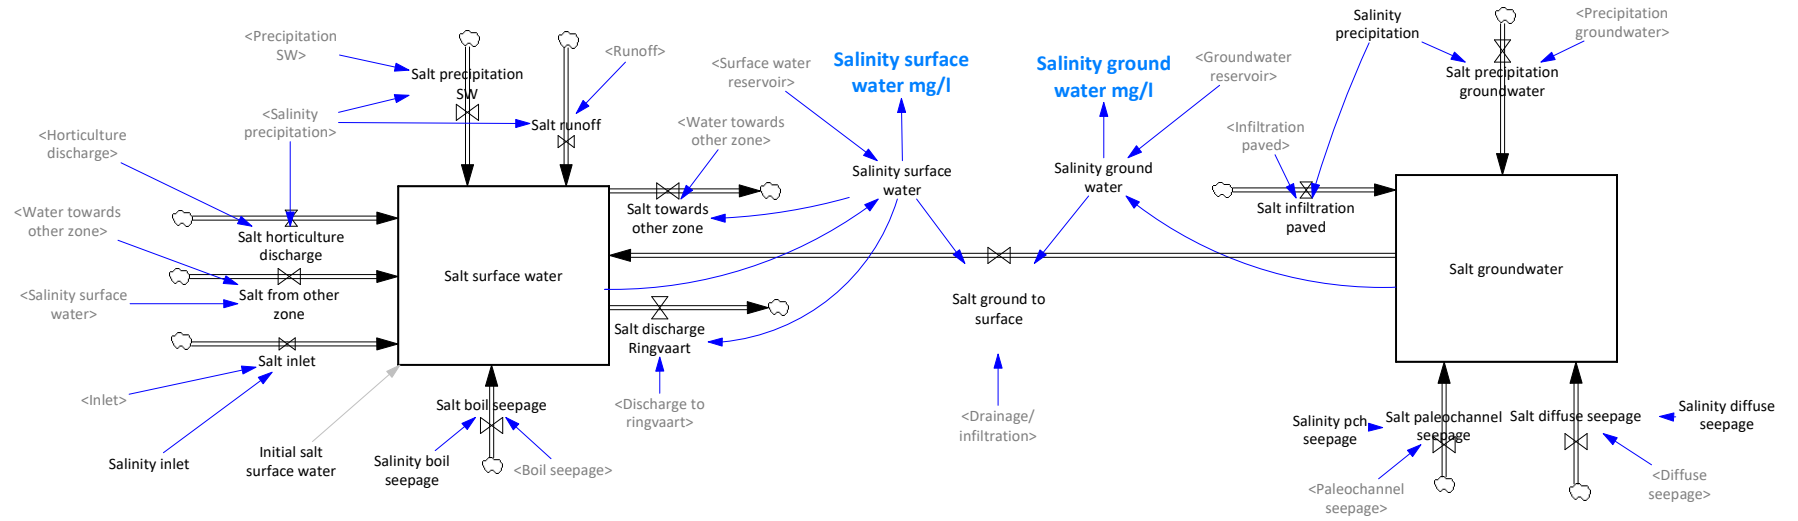 <Precipitation
SW>
Salt precipitation
SW
<Runoff>
Salt runoff
<Salinity
precipitation>
<Horticulture
discharge>
<Water towards
other zone>
Salt horticulture
discharge
Salt from other
zone
<Salinity surface
water>
Salt inlet
<Inlet>
Salinity inlet
Initial salt
surface water
Salt surface water
Salt boil seepage
Salinity boil
seepage
<Boil seepage>
<Surface water
reservoir>
<Water towards
other zone>
Salt towards
other zone
Salt discharge
Ringvaart
<Discharge to
ringvaart>
Salinity surface
water mg/l
Salinity surface
water
Salinity ground
water mg/l
Salinity ground
water
<Groundwater
reservoir>
Salt ground to
surface
<Drainage/
infiltration>
Salinity
precipitation
<Precipitation
groundwater>
Salt precipitation
groundwater
<Infiltration
paved>
Salt infiltration
paved
Salt groundwater
Salinity pch
seepage
Salt paleochannel
seepage
<Paleochannel
seepage>
Salt diffuse seepage
Salinity diffuse
seepage
<Diffuse
seepage>